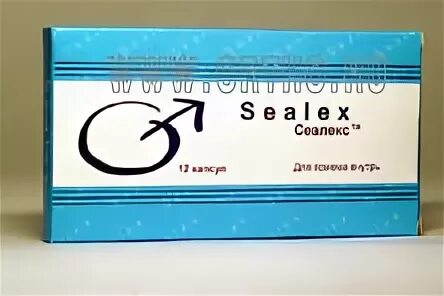 Sealex
Сеалекс™
12 капсул
Для приема внутрь